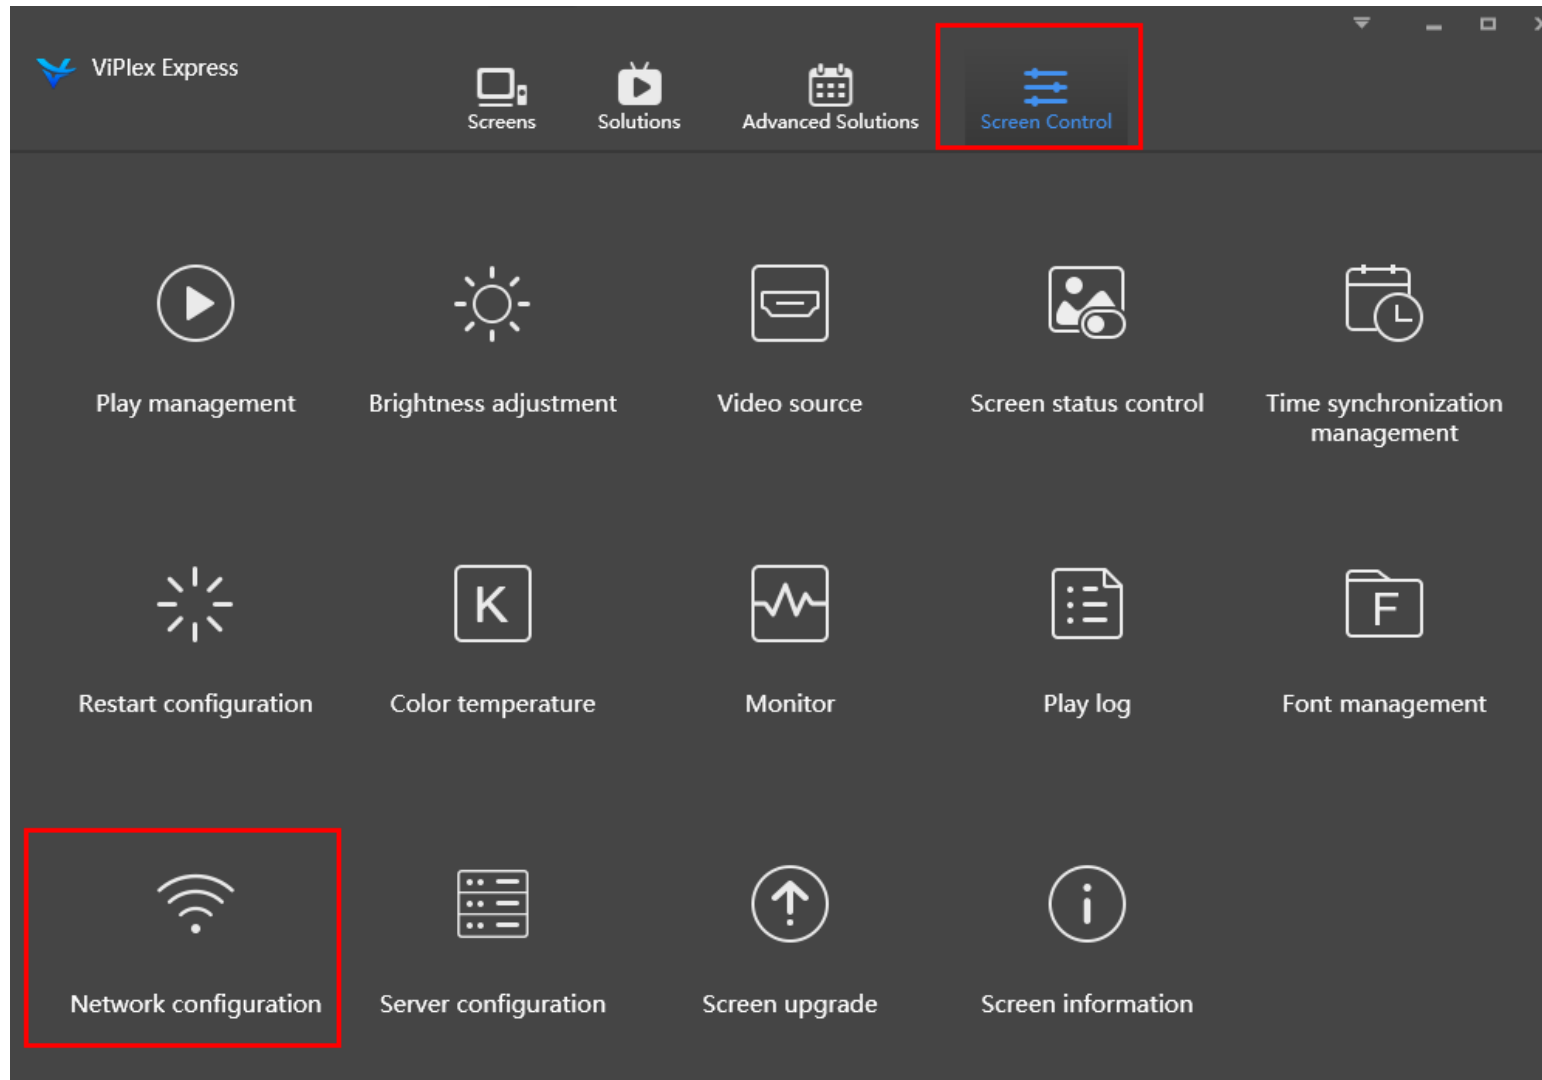 ViPlex Express
Screens
Solutions
Advanced Solutions
Screen Control
Play management
Brightness adjustment
Video source
Screen status control
Time synchronization
management
Restart configuration
K
Color temperature
Monitor
Play log
F
Font management
Network configuration
Server configuration
Screen upgrade
Screen information